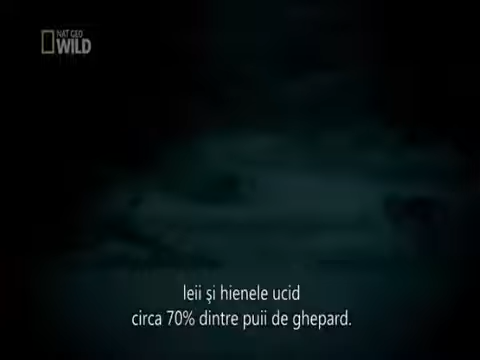 NAT GEO
WILD
leii și hienele ucid
circa 70% dintre puii de ghepard.